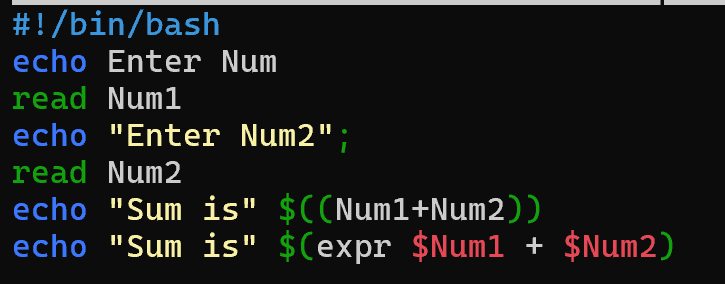 #!/bin/bash
echo Enter Num
read Num1
echo "Enter Num2";
read Num2
echo "Sum is" $((Num1+Num2))
echo "Sum is" $(expr $Num1 + $Num2)